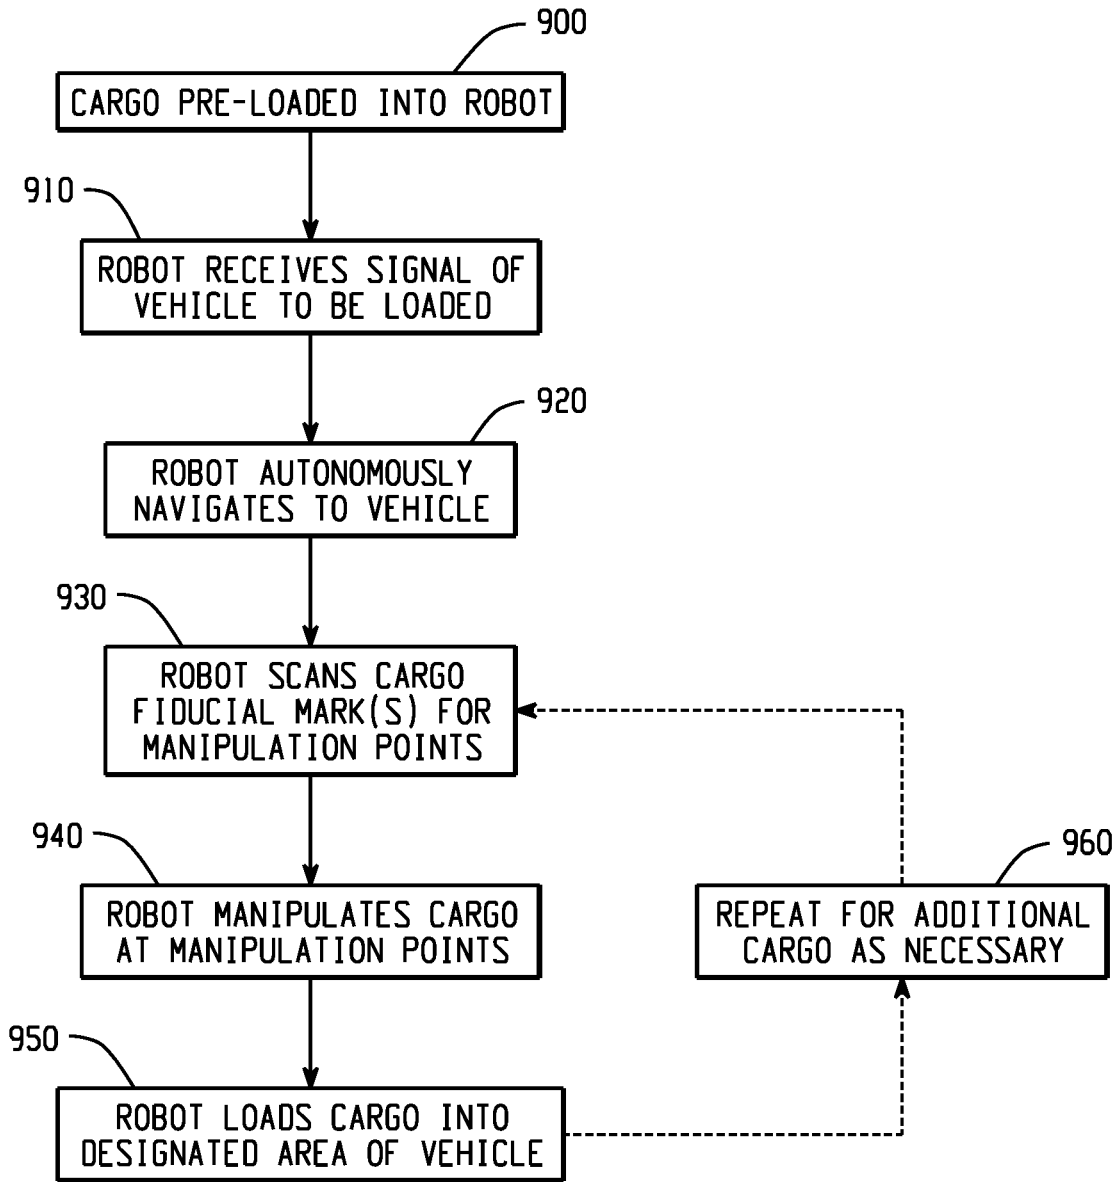 900
CARGO PRE-LOADED INTO ROBOT
910
ROBOT RECEIVES SIGNAL OF
VEHICLE TO BE LOADED
920
ROBOT AUTONOMOUSLY
NAVIGATES TO VEHICLE
930
ROBOT SCANS CARGO
FIDUCIAL MARK(S) FOR
MANIPULATION POINTS
940
ROBOT MANIPULATES CARGO
AT MANIPULATION POINTS
960
REPEAT FOR ADDITIONAL
CARGO AS NECESSARY
950
ROBOT LOADS CARGO INTO
DESIGNATED AREA OF VEHICLE